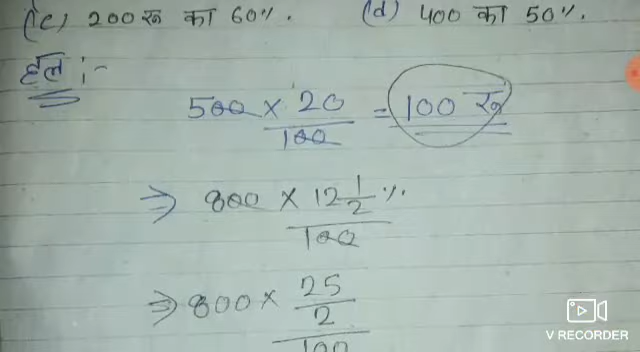 (c) 200 रू का 60%. (d) 400 का 50%.
हल :-
500 × 20/100 = 100 रू
⇒ 800 × 12 1/2 %/100
⇒ 800 × 25/2/100
V RECORDER